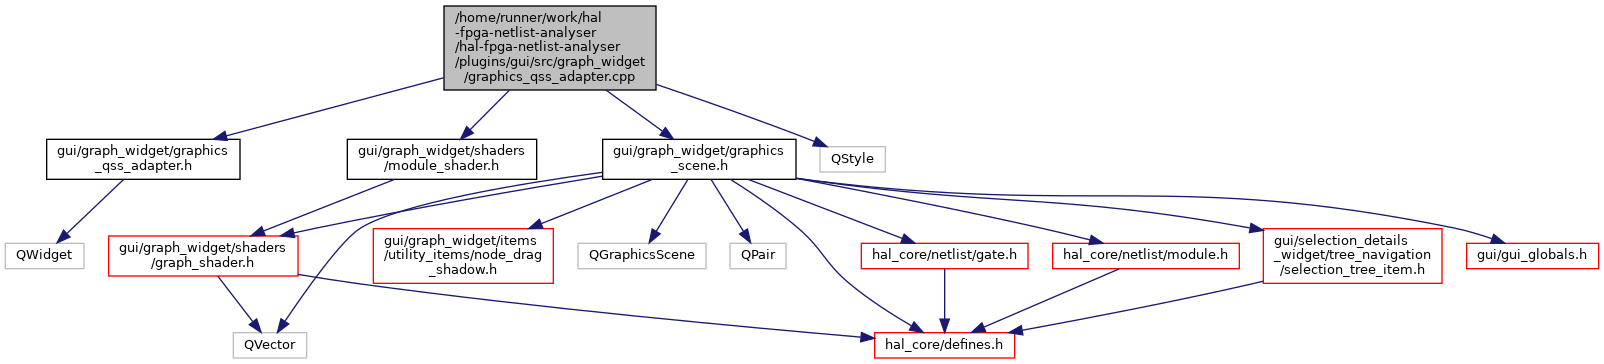 /home/runner/work/hal
-fpga-netlist-analyser
/hal-fpga-netlist-analyser
/plugins/gui/src/graph_widget
/graphics_qss_adapter.cpp
gui/graph_widget/graphics
_qss_adapter.h
gui/graph_widget/shaders
/module_shader.h
gui/graph_widget/graphics
_scene.h
QStyle
QWidget
gui/graph_widget/shaders
/graph_shader.h
gui/graph_widget/items
/utility_items/node_drag
_shadow.h
QGraphicsScene
QPair
hal_core/netlist/gate.h
hal_core/netlist/module.h
gui/selection_details
_widget/tree_navigation
/selection_tree_item.h
gui/gui_globals.h
QVector
hal_core/defines.h